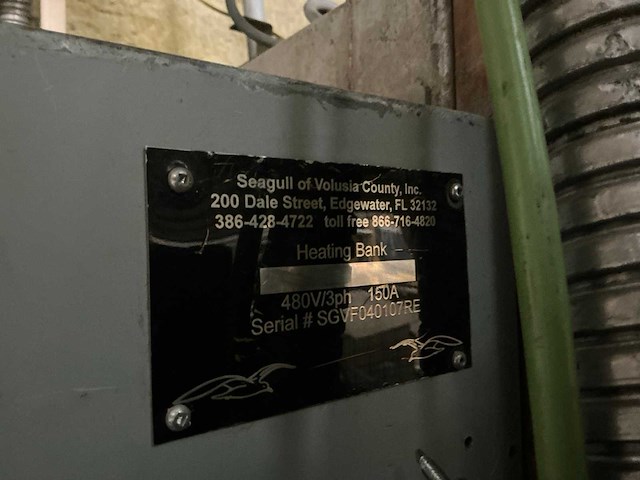 Seagull of Volusia County, Inc.
200 Dale Street, Edgewater, FL 32132
386-428-4722 toll free 866-716-4820
Heating Bank
480V/3ph 150A
Serial # SGVF040107RE